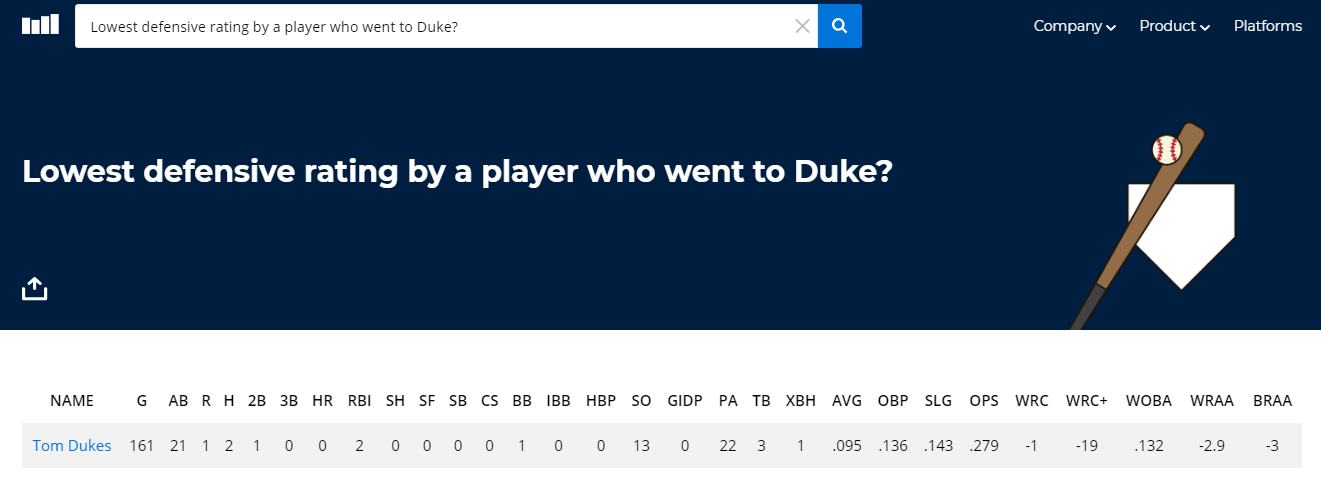 Lowest defensive rating by a player who went to Duke?
Company Product Platforms
Lowest defensive rating by a player who went to Duke?
NAME G AB R H 2B 3B HR RBI SH SF SB CS BB IBB HBP SO GIDP PA TB XBH AVG OBP SLG OPS WRC WRC+ WOBA WRAA BRAA
Tom Dukes 161 21 1 2 1 0 0 2 0 0 0 0 1 0 0 13 0 22 3 1 .095 .136 .143 .279 -1 -19 .132 -2.9 -3